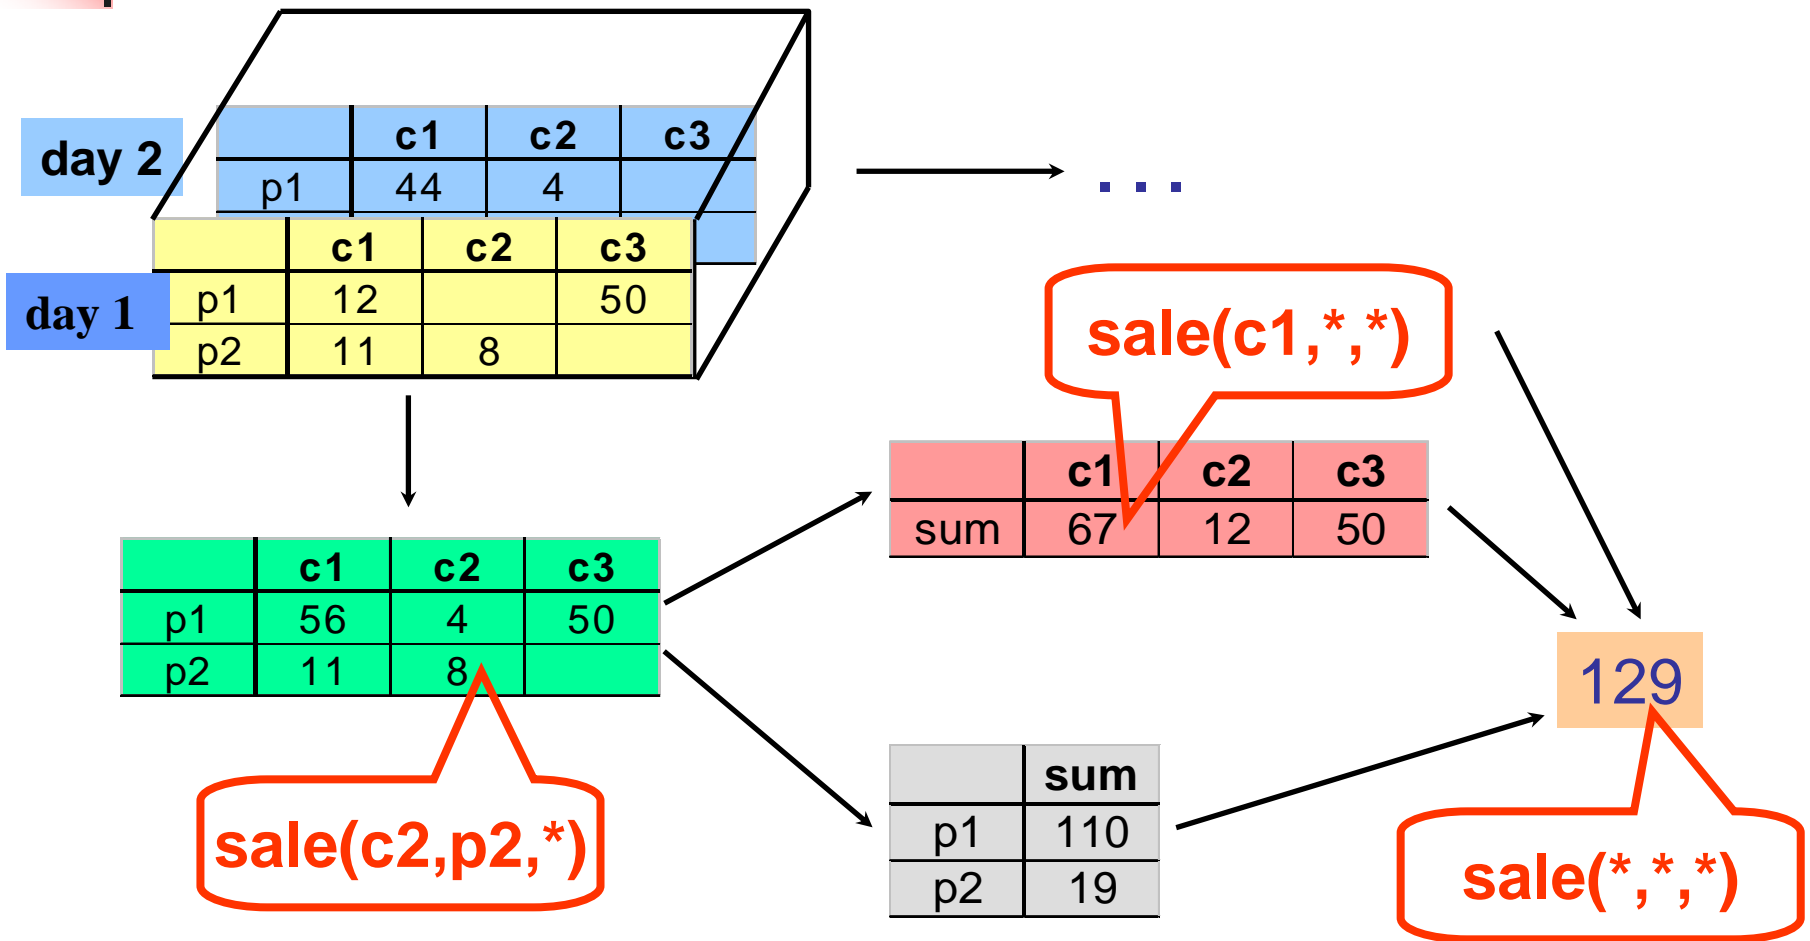 day 2
c1 c2 c3
p1 44 4
day 1
c1 c2 c3
p1 12 50
p2 11 8
. . .
sale(c1,*,*)
c1 c2 c3
sum 67 12 50
c1 c2 c3
p1 56 4 50
p2 11 8
sale(c2,p2,*)
sum
p1 110
p2 19
129
sale(*,*,*)